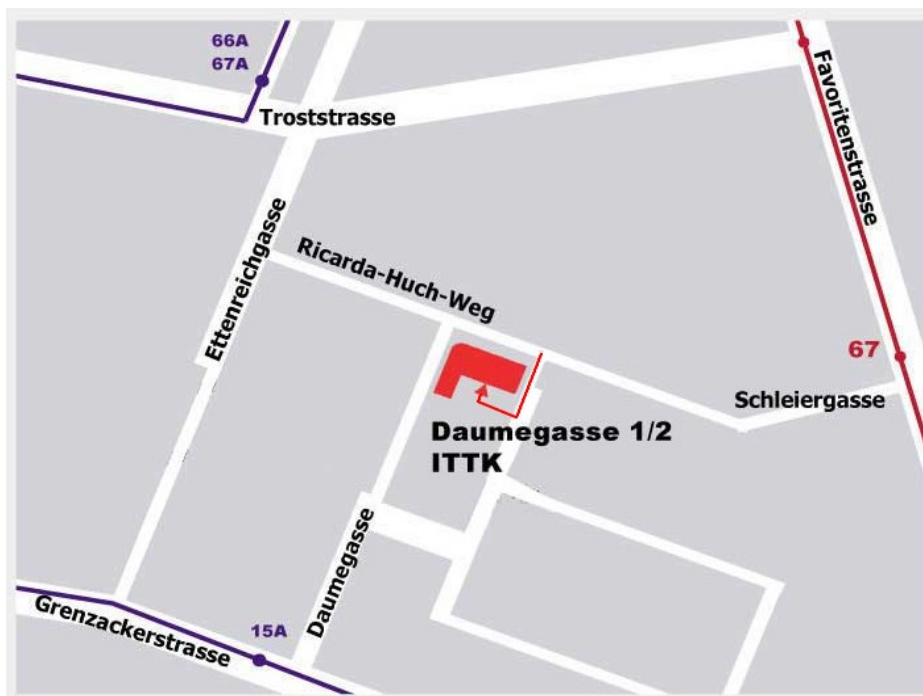 66A
67A
Troststrasse
Favoritenstrasse
Ettenreichgasse
Ricarda-Huch-Weg
67
Schleiergasse
Daumegasse 1/2
ITTK
Daumegasse
Grenzackerstrasse
15A